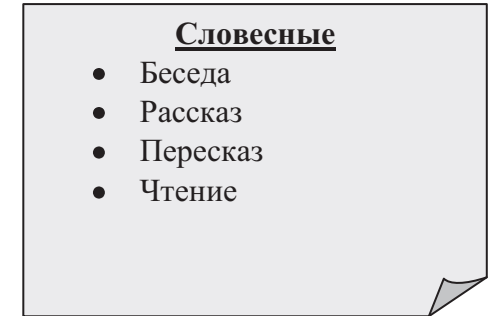 Словесные
● Беседа
● Рассказ
● Пересказ
● Чтение